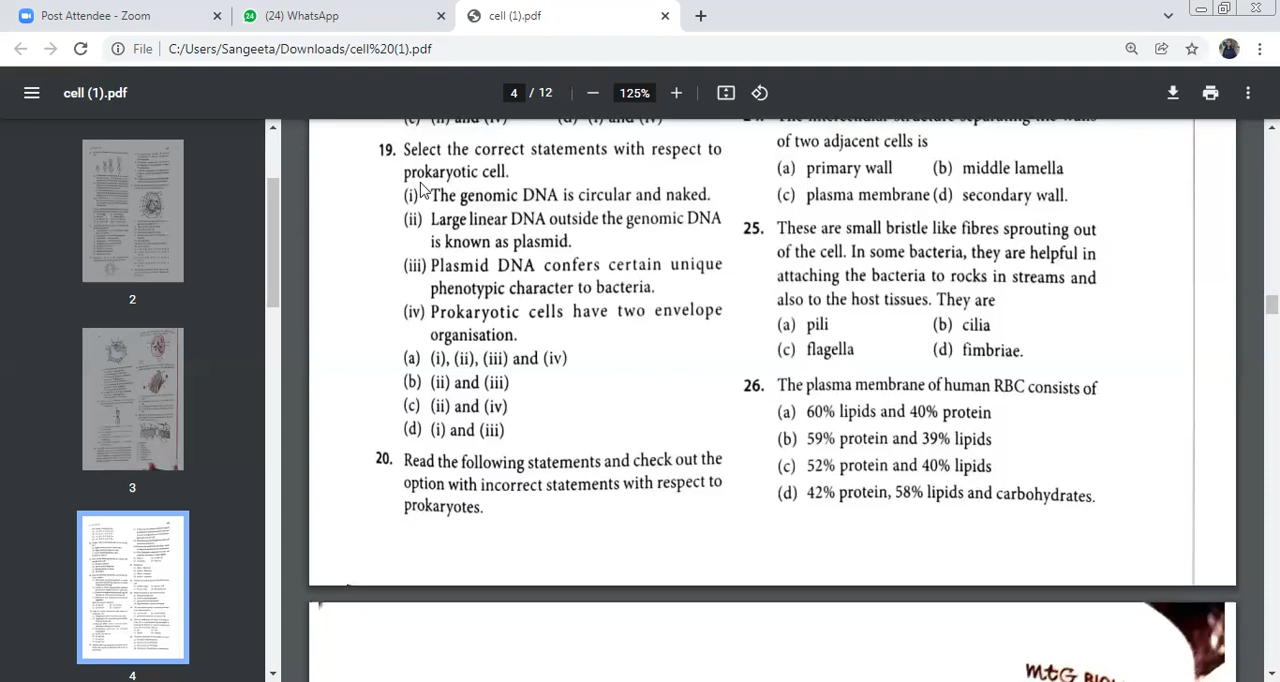 Post Attendee - Zoom
(24) WhatsApp
cell (1).pdf
File
C:/Users/Sangeeta/Downloads/cell%20(1).pdf
cell (1).pdf
4 / 12
125%
2
3
4
(c) (ii) and (iv) (d) (i) and (iv)
19. Select the correct statements with respect to
prokaryotic cell.
(i) The genomic DNA is circular and naked.
(ii) Large linear DNA outside the genomic DNA
is known as plasmid.
(iii) Plasmid DNA confers certain unique
phenotypic character to bacteria.
(iv) Prokaryotic cells have two envelope
organisation.
(a) (i), (ii), (iii) and (iv)
(b) (ii) and (iii)
(c) (ii) and (iv)
(d) (i) and (iii)
20. Read the following statements and check out the
option with incorrect statements with respect to
prokaryotes.
24. The intercellular structure separating the walls
of two adjacent cells is
(a) primary wall (b) middle lamella
(c) plasma membrane (d) secondary wall.
25. These are small bristle like fibres sprouting out
of the cell. In some bacteria, they are helpful in
attaching the bacteria to rocks in streams and
also to the host tissues. They are
(a) pili (b) cilia
(c) flagella (d) fimbriae.
26. The plasma membrane of human RBC consists of
(a) 60% lipids and 40% protein
(b) 59% protein and 39% lipids
(c) 52% protein and 40% lipids
(d) 42% protein, 58% lipids and carbohydrates.